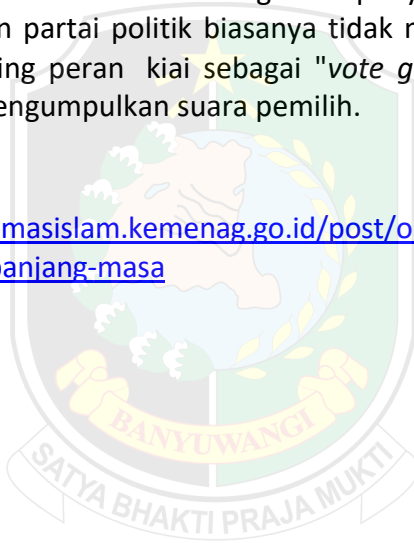 n partai politik biasanya tidak
ing peran kiai sebagai "vote g
engumpulkan suara pemilih.
masislam.kemenag.go.id/post/o
panjang-masa
BANYUWANGI
SATYA BHAKTI PRAJA MUKTI